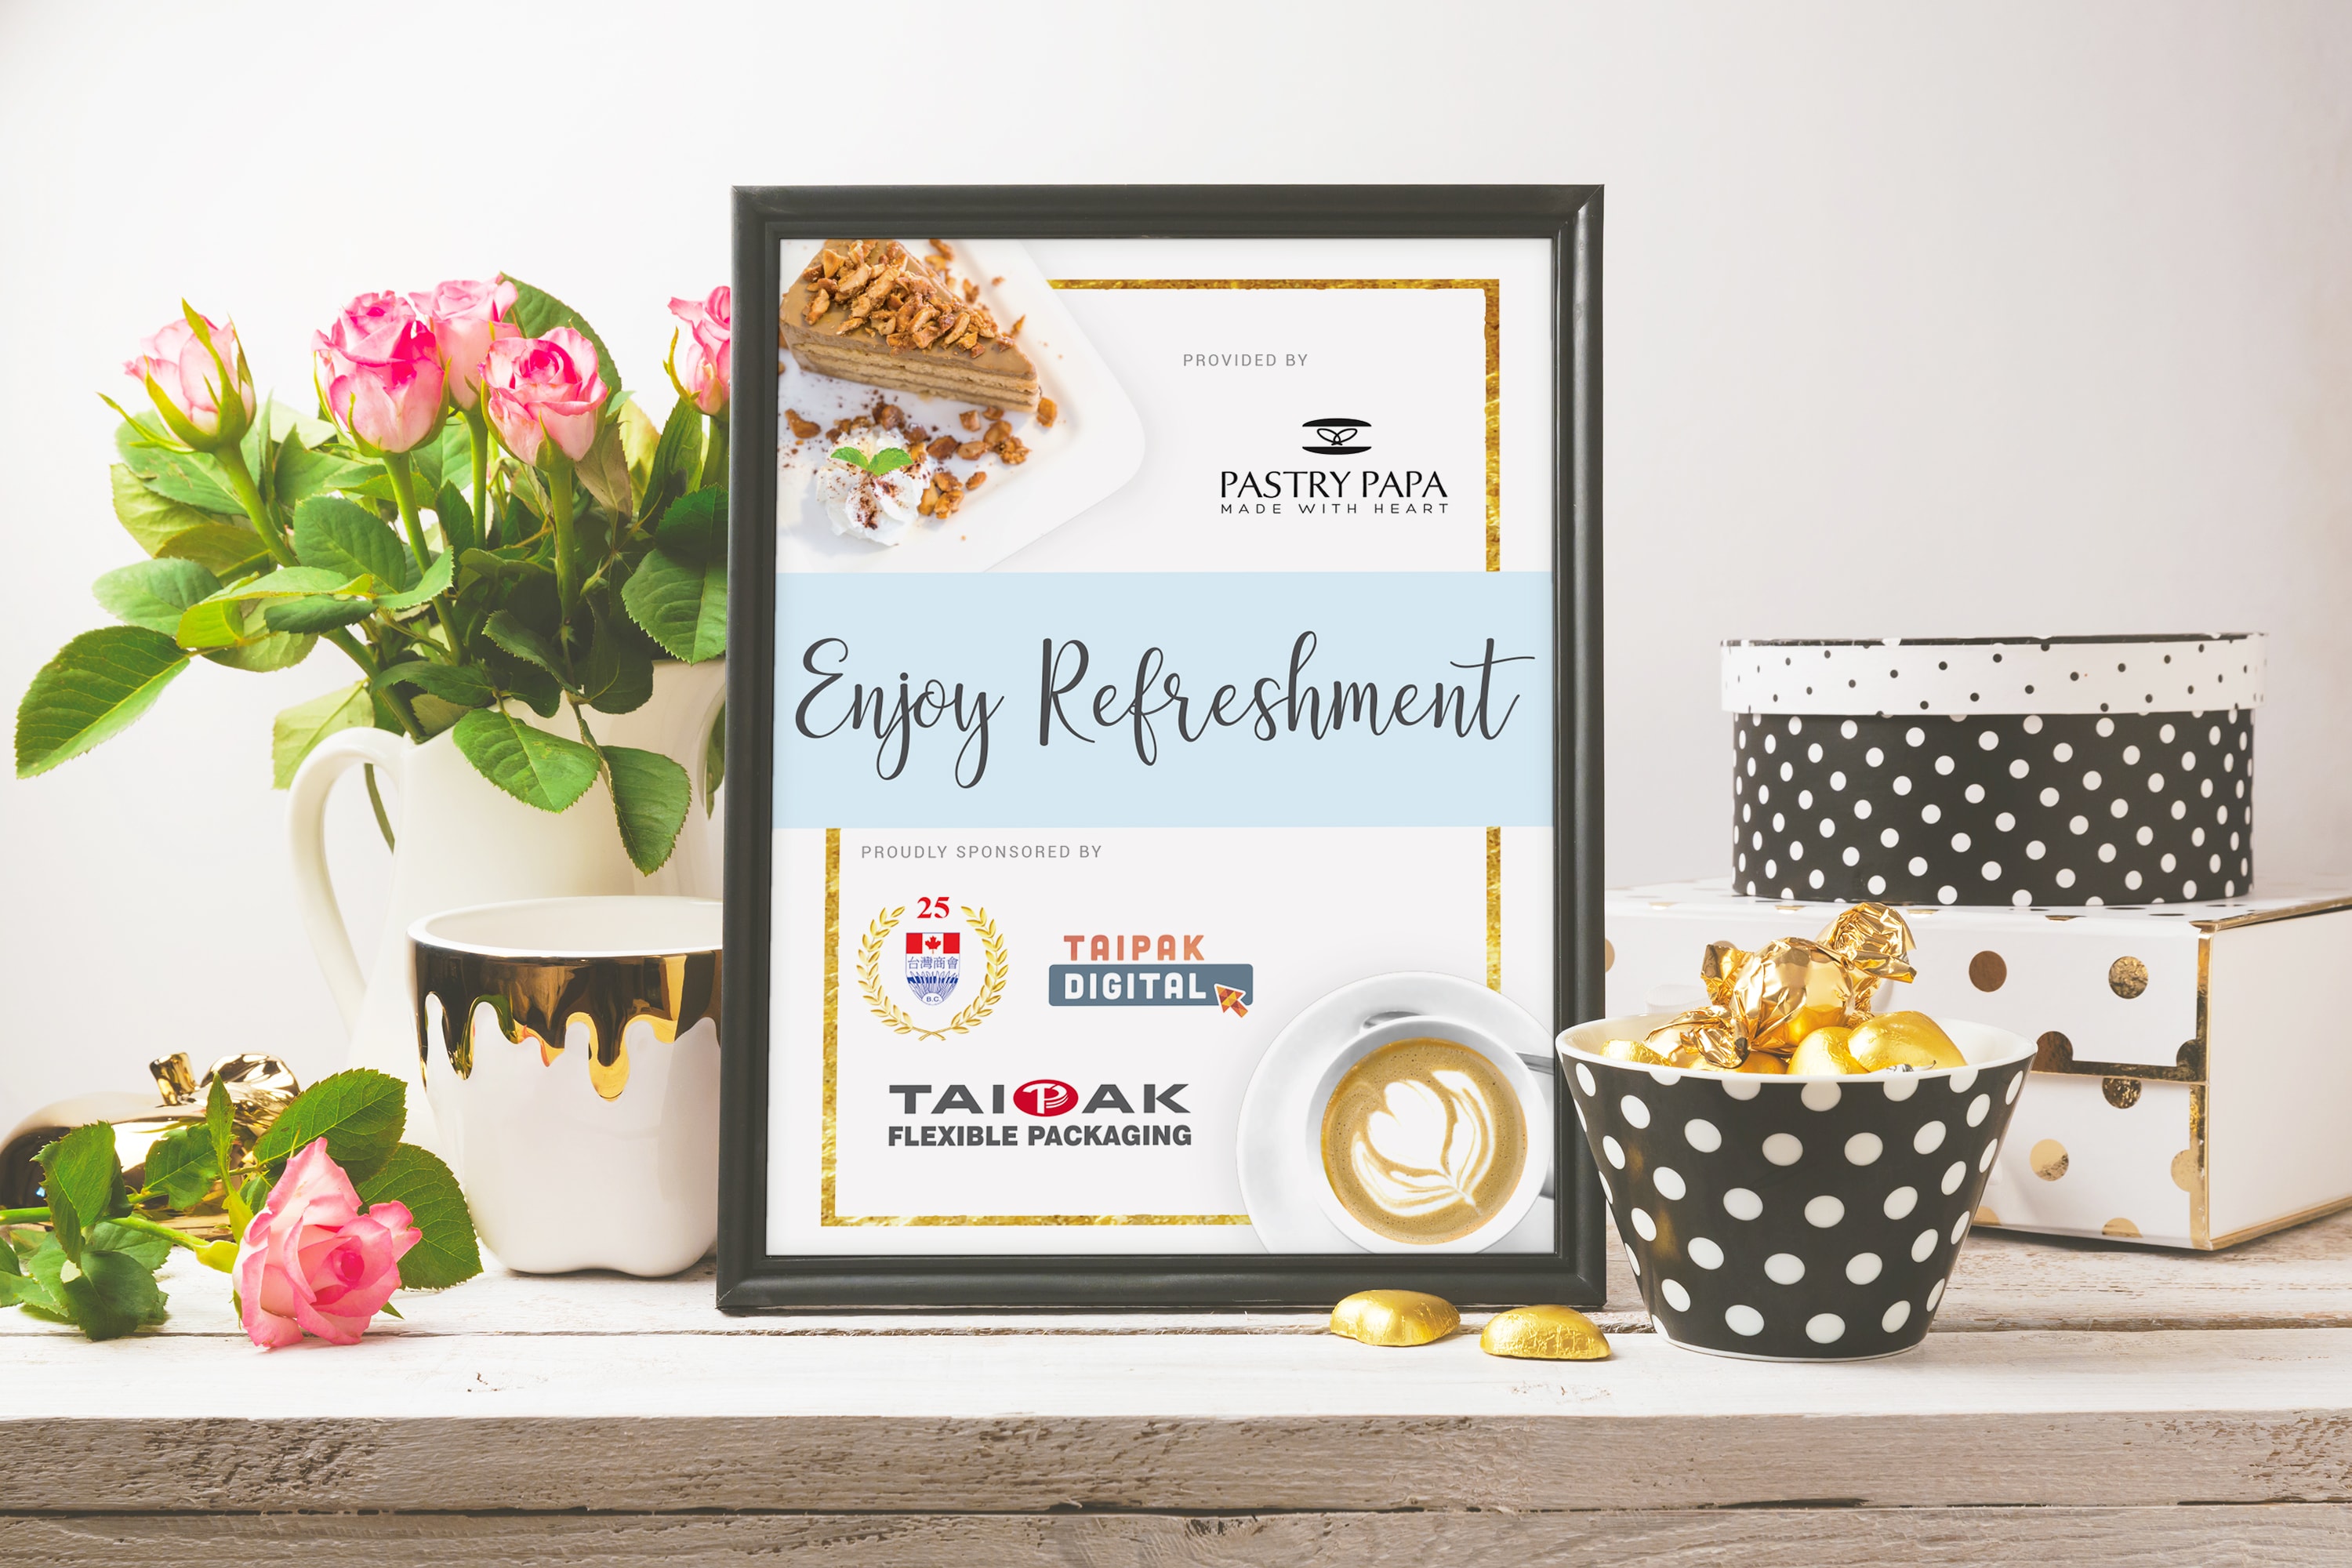 PROVIDED BY
PASTRY PAPA
MADE WITH HEART
Enjoy Refreshment
PROUDLY SPONSORED BY
25
台灣商會
B.C.
TAIPAK
DIGITAL
TAIPAK
FLEXIBLE PACKAGING